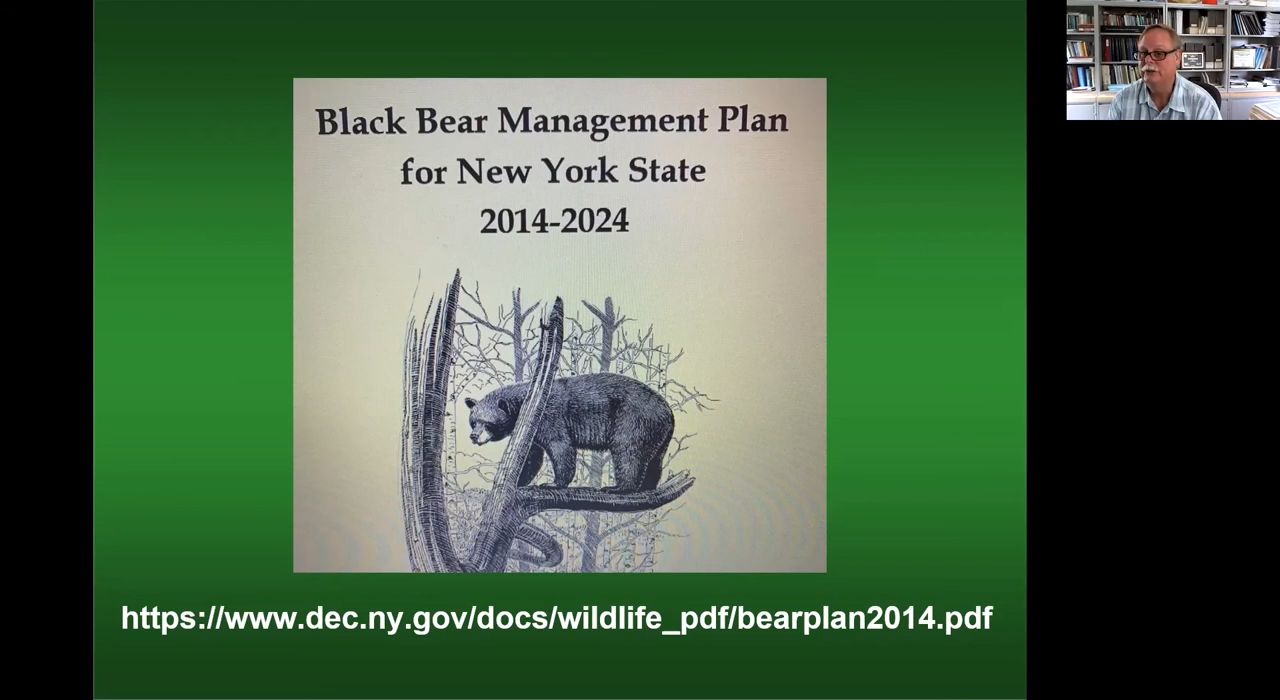 Black Bear Management Plan
for New York State
2014-2024
https://www.dec.ny.gov/docs/wildlife_pdf/bearplan2014.pdf